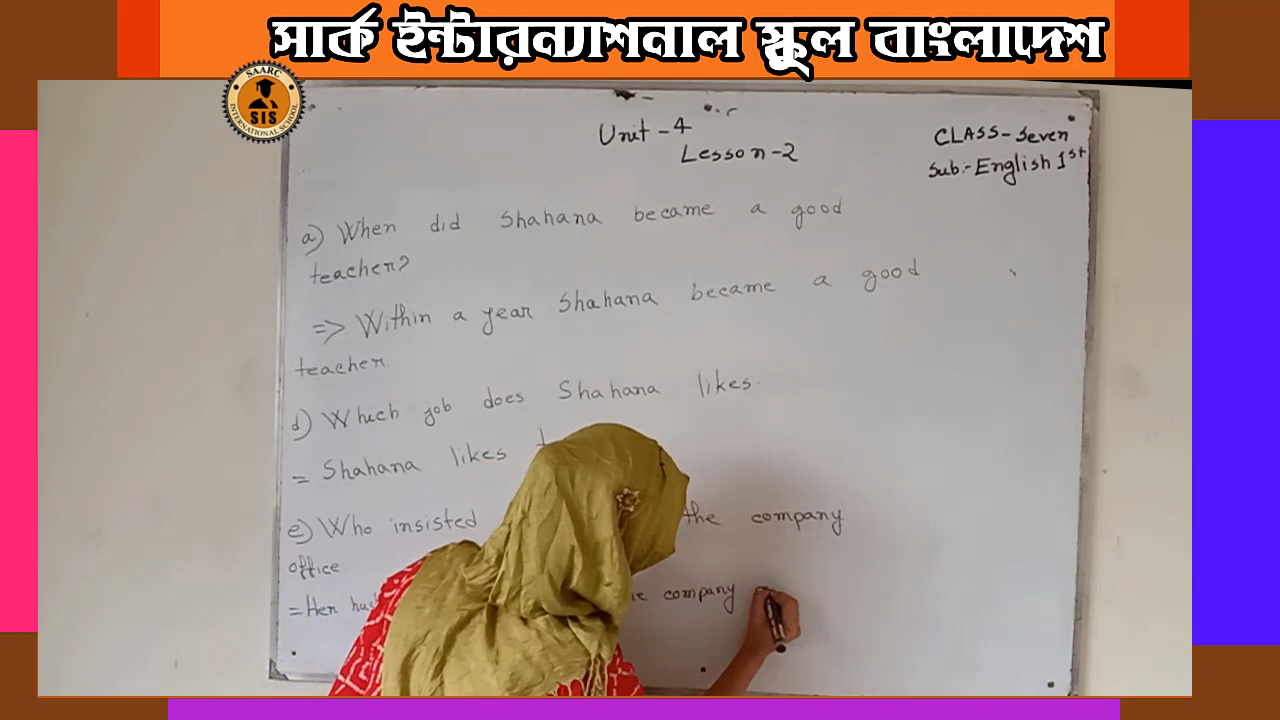 সার্ক ইন্টারন্যাশনাল স্কুল বাংলাদেশ
SAARC
SIS
INTERNATIONAL SCHOOL
Unit - 4
Lesson - 2
CLASS - Seven
Sub:- English 1st
a) When did Shahana became a good
teacher?
=> Within a year Shahana became a good
teacher.
d) Which job does Shahana likes.
= Shahana likes
e) Who insisted the company
office.
= Her company